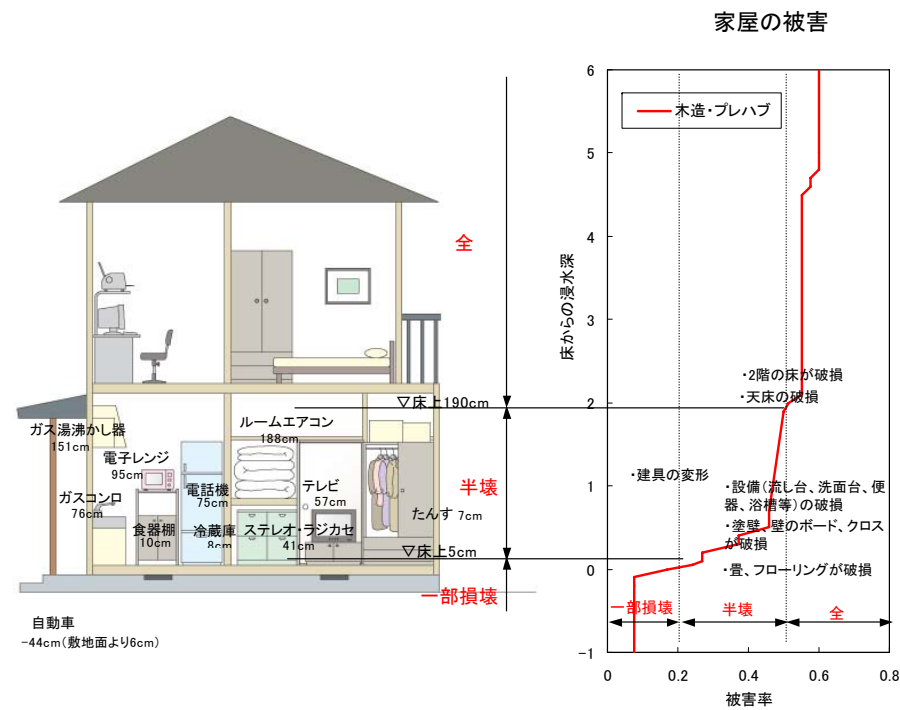 家屋の被害
木造・プレハブ
6
5
4
3
2
1
0
-1
床からの浸水深
0
0.2
0.4
0.6
0.8
被害率
・2階の床が破損
・天床の破損
・建具の変形
・設備(流し台、洗面台、便
器、浴槽等)の破損
・塗壁、壁のボード、クロス
が破損
・畳、フローリングが破損
一部損壊
半壊
全
全
▽床上190cm
半壊
▽床上5cm
一部損壊
ガス湯沸かし器
151cm
ルームエアコン
188cm
電子レンジ
95cm
ガスコンロ
76cm
電話機
75cm
テレビ
57cm
たんす 7cm
食器棚
10cm
冷蔵庫
8cm
ステレオ・ラジカセ
41cm
自動車
-44cm(敷地面より6cm)